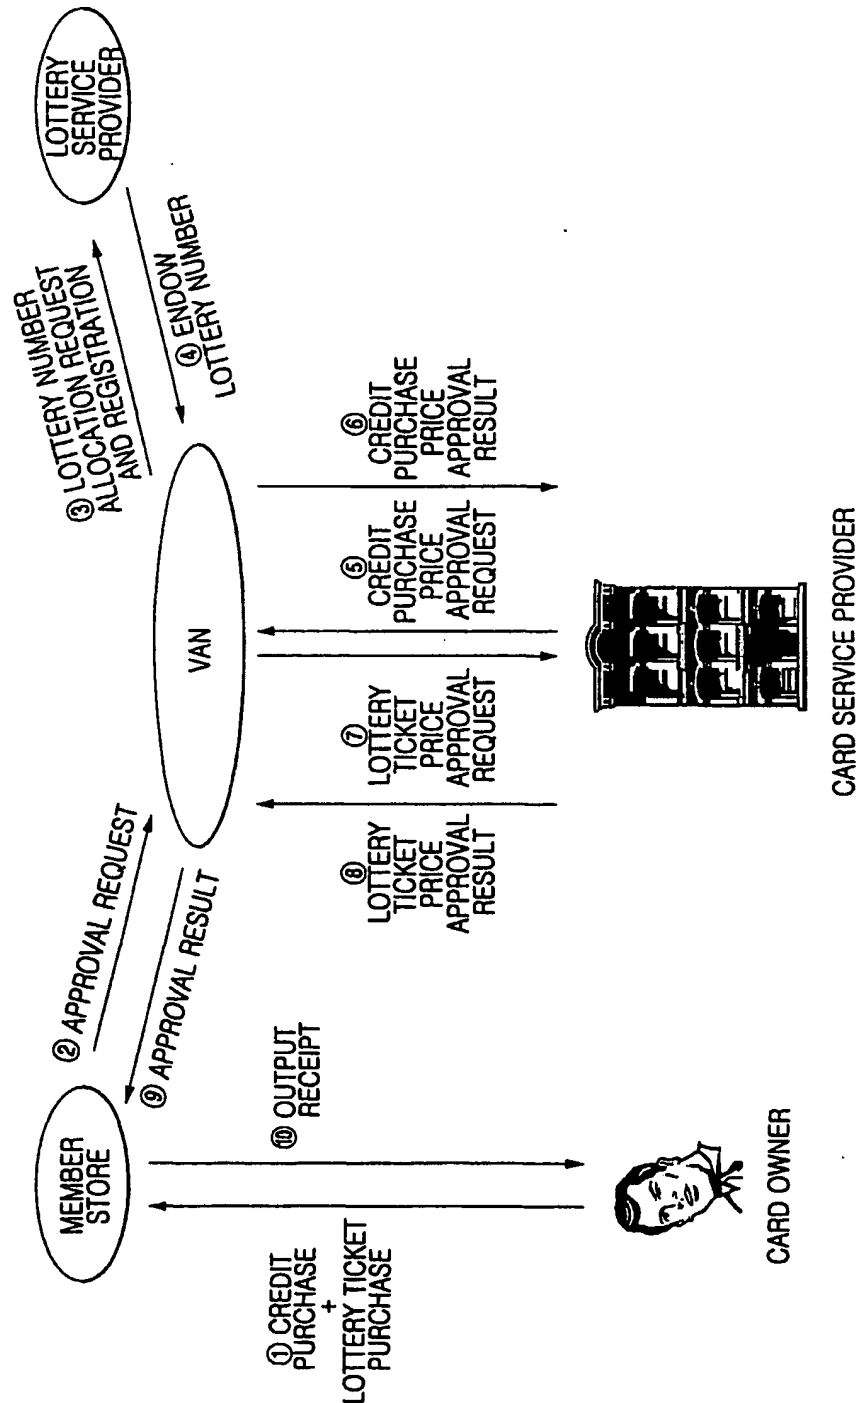 LOTTERY
SERVICE
PROVIDER
③ LOTTERY NUMBER
ALLOCATION REQUEST
AND REGISTRATION
④ ENDOW
LOTTERY NUMBER
VAN
② APPROVAL REQUEST
⑨ APPROVAL RESULT
MEMBER
STORE
① CREDIT
PURCHASE
+
LOTTERY TICKET
PURCHASE
⑩ OUTPUT
RECEIPT
⑧
LOTTERY
TICKET
PRICE
APPROVAL
RESULT
⑦
LOTTERY
TICKET
PRICE
APPROVAL
REQUEST
⑤
CREDIT
PURCHASE
PRICE
APPROVAL
REQUEST
⑥
CREDIT
PURCHASE
PRICE
APPROVAL
RESULT
CARD OWNER
CARD SERVICE PROVIDER